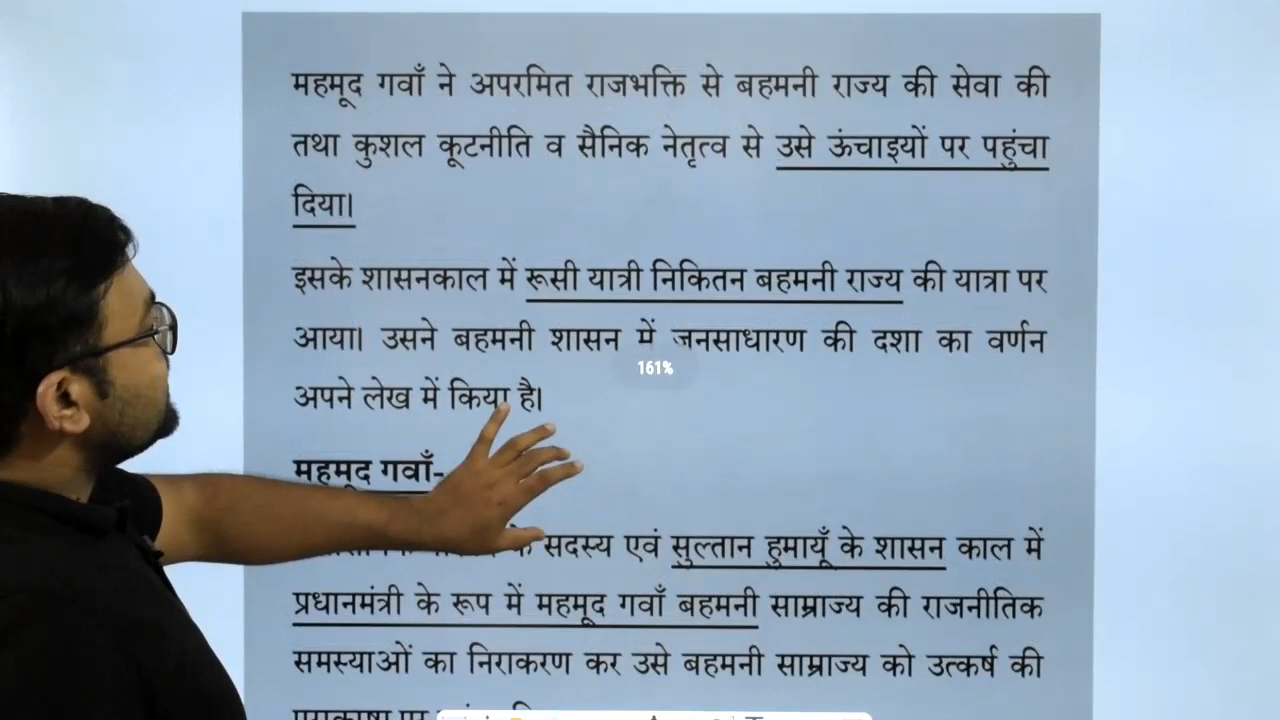 महमूद गवाँ ने अपरमित राजभक्ति से बहमनी राज्य की सेवा की
तथा कुशल कूटनीति व सैनिक नेतृत्व से उसे ऊंचाइयों पर पहुंचा
दिया।
इसके शासनकाल में रूसी यात्री निकितन बहमनी राज्य की यात्रा पर
आया। उसने बहमनी शासन में जनसाधारण की दशा का वर्णन
161%
अपने लेख में किया है।
महमूद गवाँ-
के सदस्य एवं सुल्तान हुमायूँ के शासन काल में
प्रधानमंत्री के रूप में महमूद गवाँ बहमनी साम्राज्य की राजनीतिक
समस्याओं का निराकरण कर उसे बहमनी साम्राज्य को उत्कर्ष की